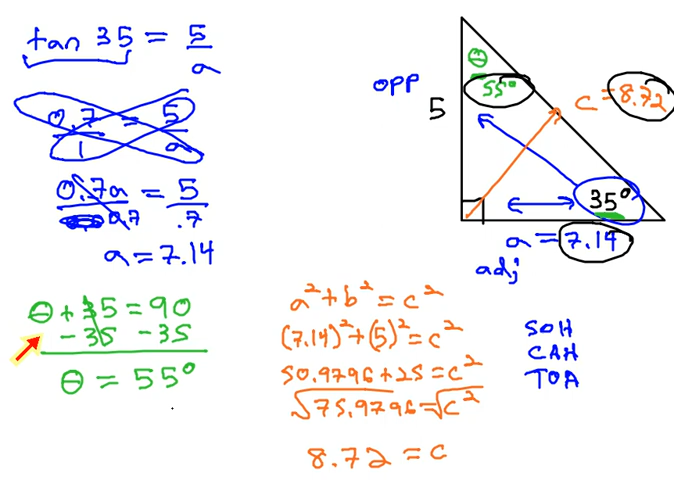 tan 35 = 5/a
0.7/1 = 5/a
0.7a/0.7 = 5/.7
a = 7.14
θ + 35 = 90
- 35 - 35
θ = 55°
θ
55°
opp
5
c = 8.72
35°
a = 7.14
adj
a² + b² = c²
(7.14)² + (5)² = c²
50.9796 + 25 = c²
√75.9796 = √c²
8.72 = c
SOH
CAH
TOA